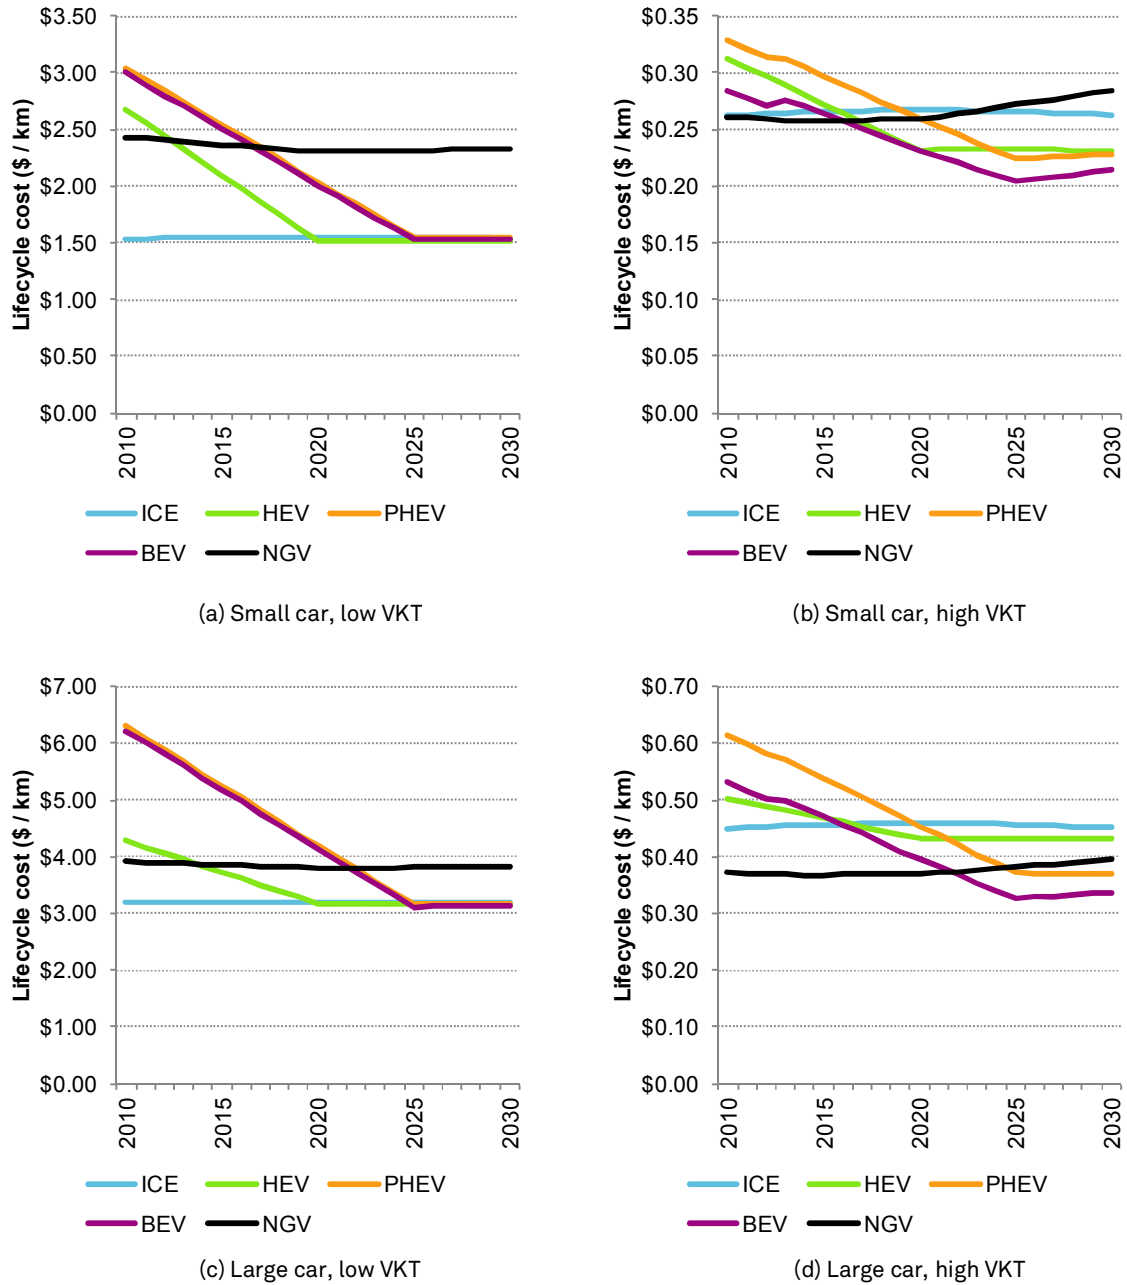 Lifecycle cost ($ / km)
$3.50
$3.00
$2.50
$2.00
$1.50
$1.00
$0.50
$0.00
2010 2015 2020 2025 2030
ICE HEV PHEV
BEV NGV
(a) Small car, low VKT
Lifecycle cost ($ / km)
$0.35
$0.30
$0.25
$0.20
$0.15
$0.10
$0.05
$0.00
2010 2015 2020 2025 2030
ICE HEV PHEV
BEV NGV
(b) Small car, high VKT
Lifecycle cost ($ / km)
$7.00
$6.00
$5.00
$4.00
$3.00
$2.00
$1.00
$0.00
2010 2015 2020 2025 2030
ICE HEV PHEV
BEV NGV
(c) Large car, low VKT
Lifecycle cost ($ / km)
$0.70
$0.60
$0.50
$0.40
$0.30
$0.20
$0.10
$0.00
2010 2015 2020 2025 2030
ICE HEV PHEV
BEV NGV
(d) Large car, high VKT